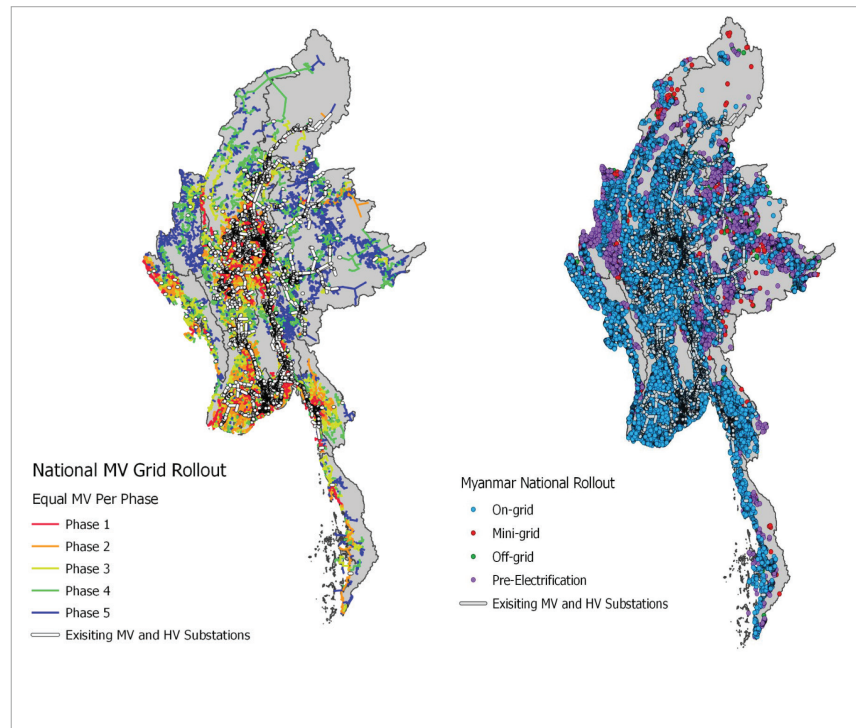 National MV Grid Rollout
Equal MV Per Phase
Phase 1
Phase 2
Phase 3
Phase 4
Phase 5
Exisiting MV and HV Substations
Myanmar National Rollout
On-grid
Mini-grid
Off-grid
Pre-Electrification
Exisiting MV and HV Substations